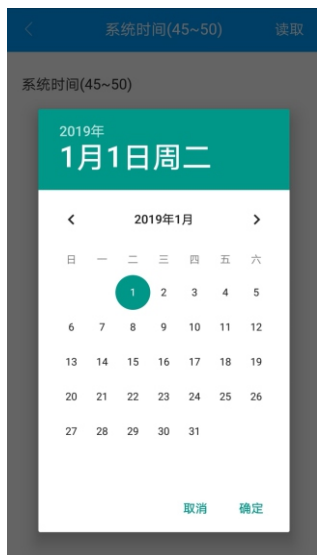 系统时间(45~50) 读取
系统时间(45~50)
2019年
1月1日周二
2019年1月
日 一 二 三 四 五 六
1 2 3 4 5
6 7 8 9 10 11 12
13 14 15 16 17 18 19
20 21 22 23 24 25 26
27 28 29 30 31
取消 确定